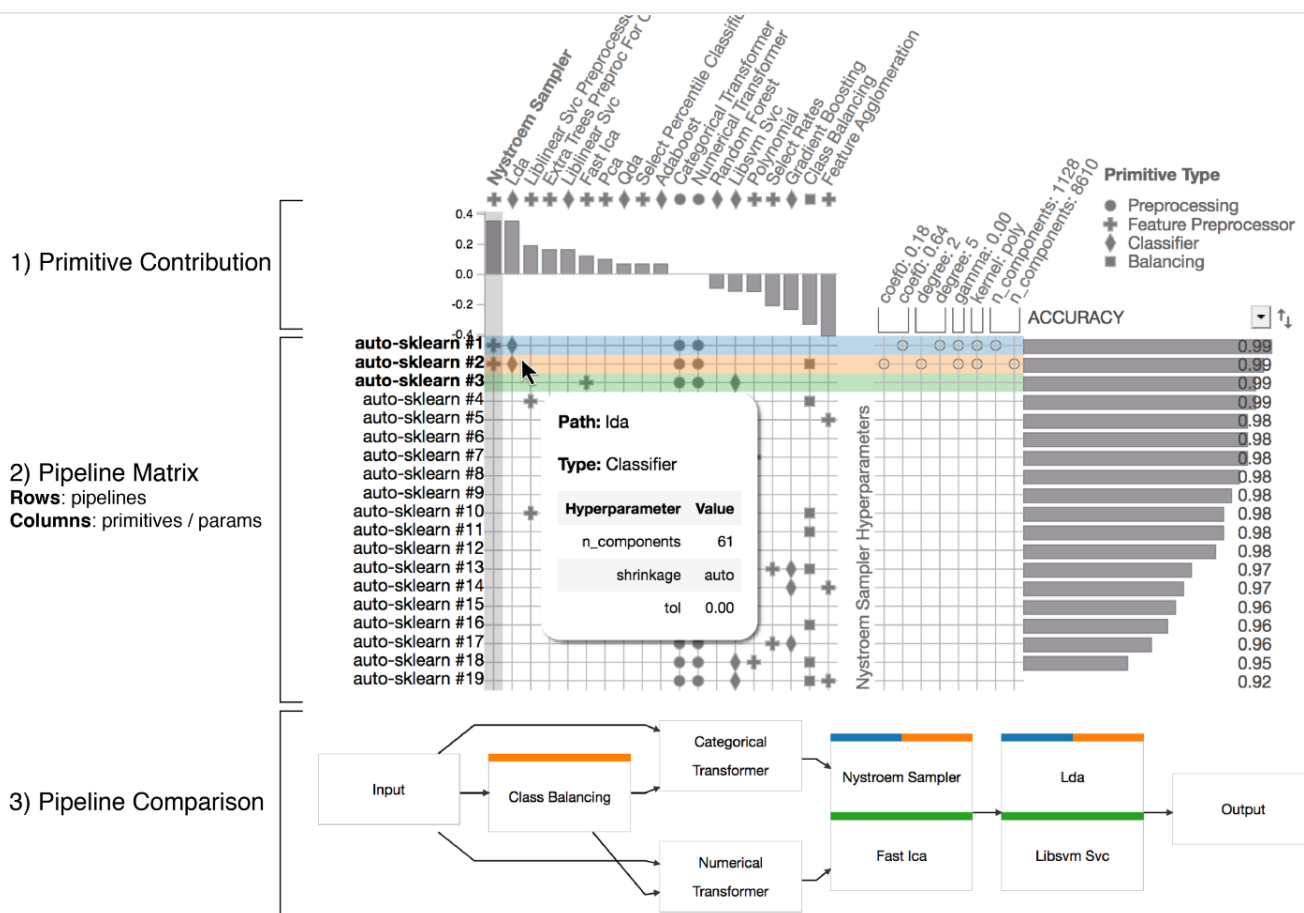 Nystroem Sampler
Lda
Liblinear Svc Preprocessor
Extra Trees Preproc For
Liblinear Svc
Fast Ica
Pca
Qda
Select Percentile Classific
Adaboost
Categorical Transformer
Numerical Transformer
Random Forest
Libsvm Svc
Polynomial
Select Rates
Gradient Boosting
Class Balancing
Feature Agglomeration
Primitive Type
Preprocessing
Feature Preprocessor
Classifier
Balancing
1) Primitive Contribution
0.4
0.2
0.0
-0.2
-0.4
coef0: 0.18
coef0: 0.64
degree: 2
degree: 5
gamma: 0.00
kernel: poly
n_components: 1128
n_components: 8610
ACCURACY
auto-sklearn #1 0.99
auto-sklearn #2 0.99
auto-sklearn #3 0.99
auto-sklearn #4 0.99
auto-sklearn #5 0.98
auto-sklearn #6 0.98
auto-sklearn #7 0.98
auto-sklearn #8 0.98
auto-sklearn #9 0.98
auto-sklearn #10 0.98
auto-sklearn #11 0.98
auto-sklearn #12 0.98
auto-sklearn #13 0.97
auto-sklearn #14 0.97
auto-sklearn #15 0.96
auto-sklearn #16 0.96
auto-sklearn #17 0.96
auto-sklearn #18 0.95
auto-sklearn #19 0.92
2) Pipeline Matrix
Rows: pipelines
Columns: primitives / params
Path: lda
Type: Classifier
Hyperparameter Value
n_components 61
shrinkage auto
tol 0.00
Nystroem Sampler Hyperparameters
3) Pipeline Comparison
Input
Class Balancing
Categorical
Transformer
Numerical
Transformer
Nystroem Sampler
Fast Ica
Lda
Libsvm Svc
Output